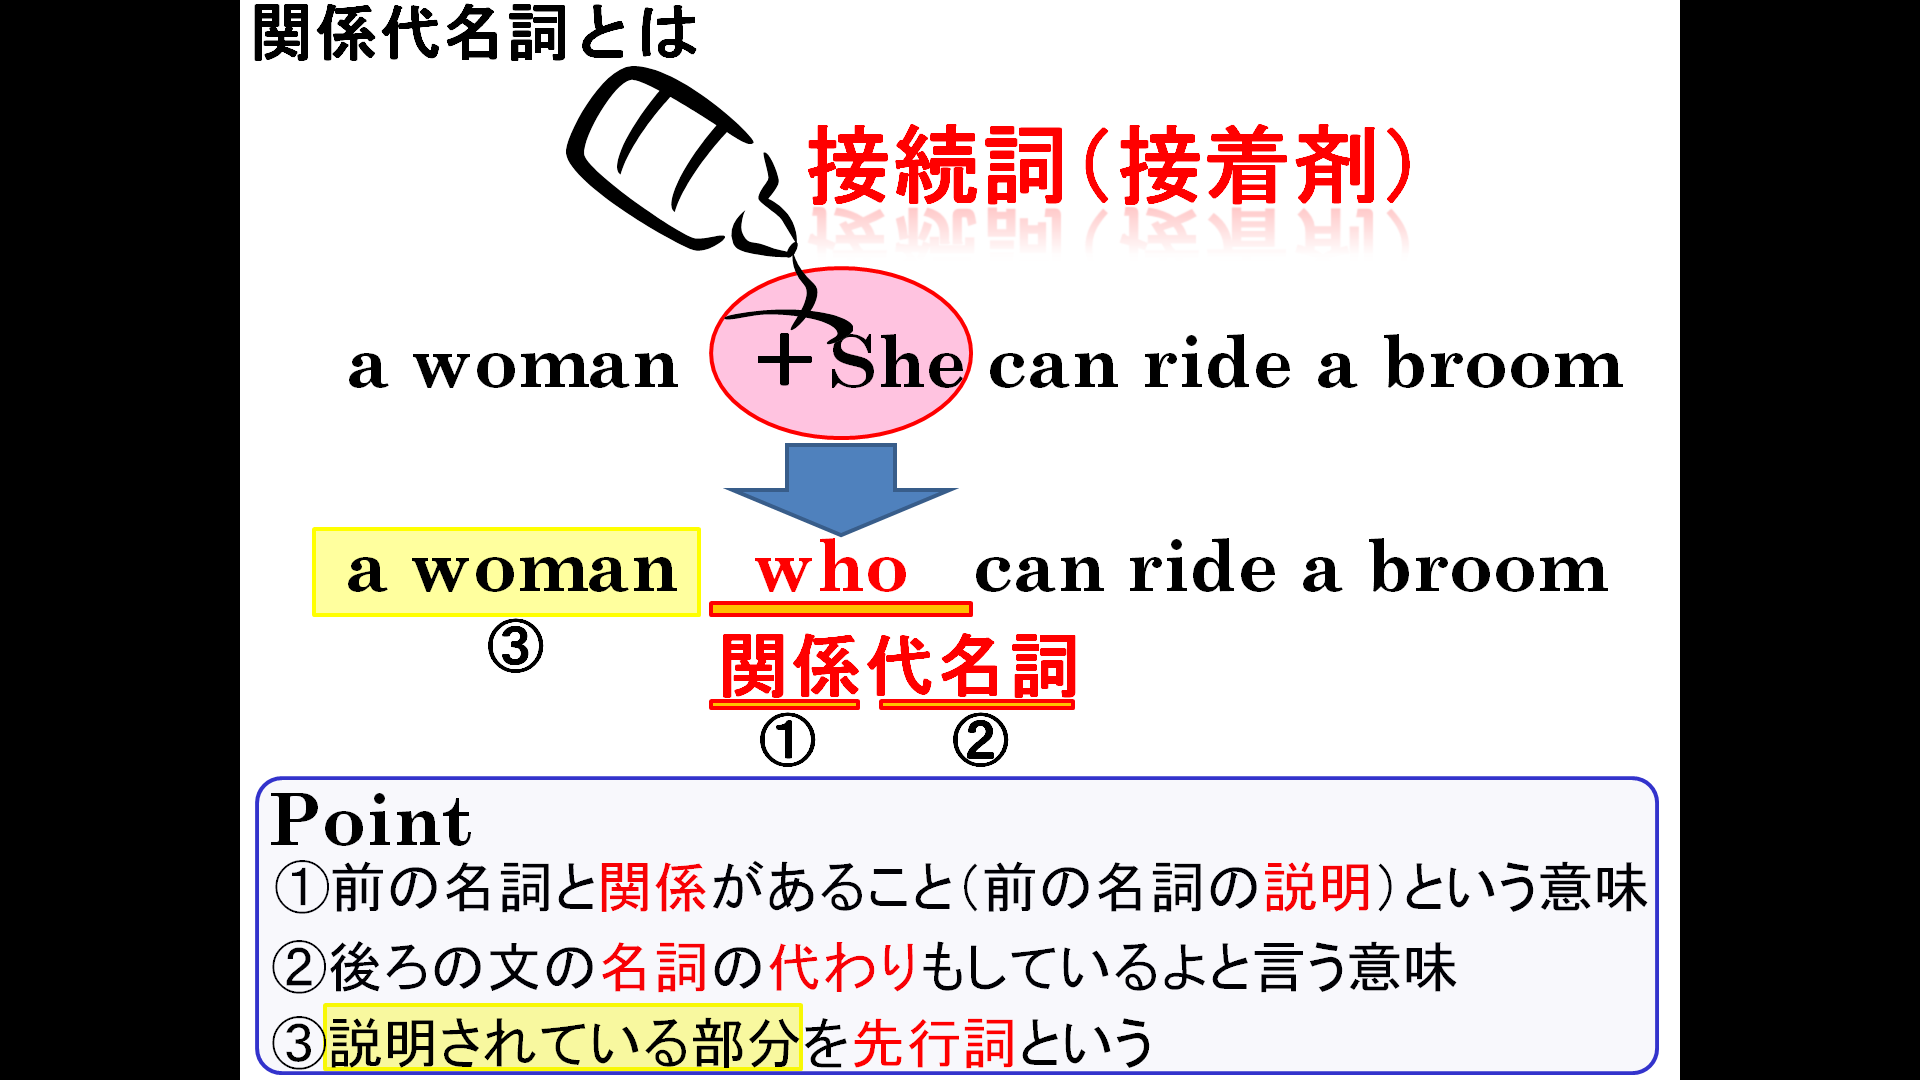 関係代名詞とは
接続詞（接着剤）
a woman ＋She can ride a broom
a woman who can ride a broom
③
関係代名詞
① ②
Point
①前の名詞と関係があること（前の名詞の説明）という意味
②後ろの文の名詞の代わりもしているよと言う意味
③説明されている部分を先行詞という